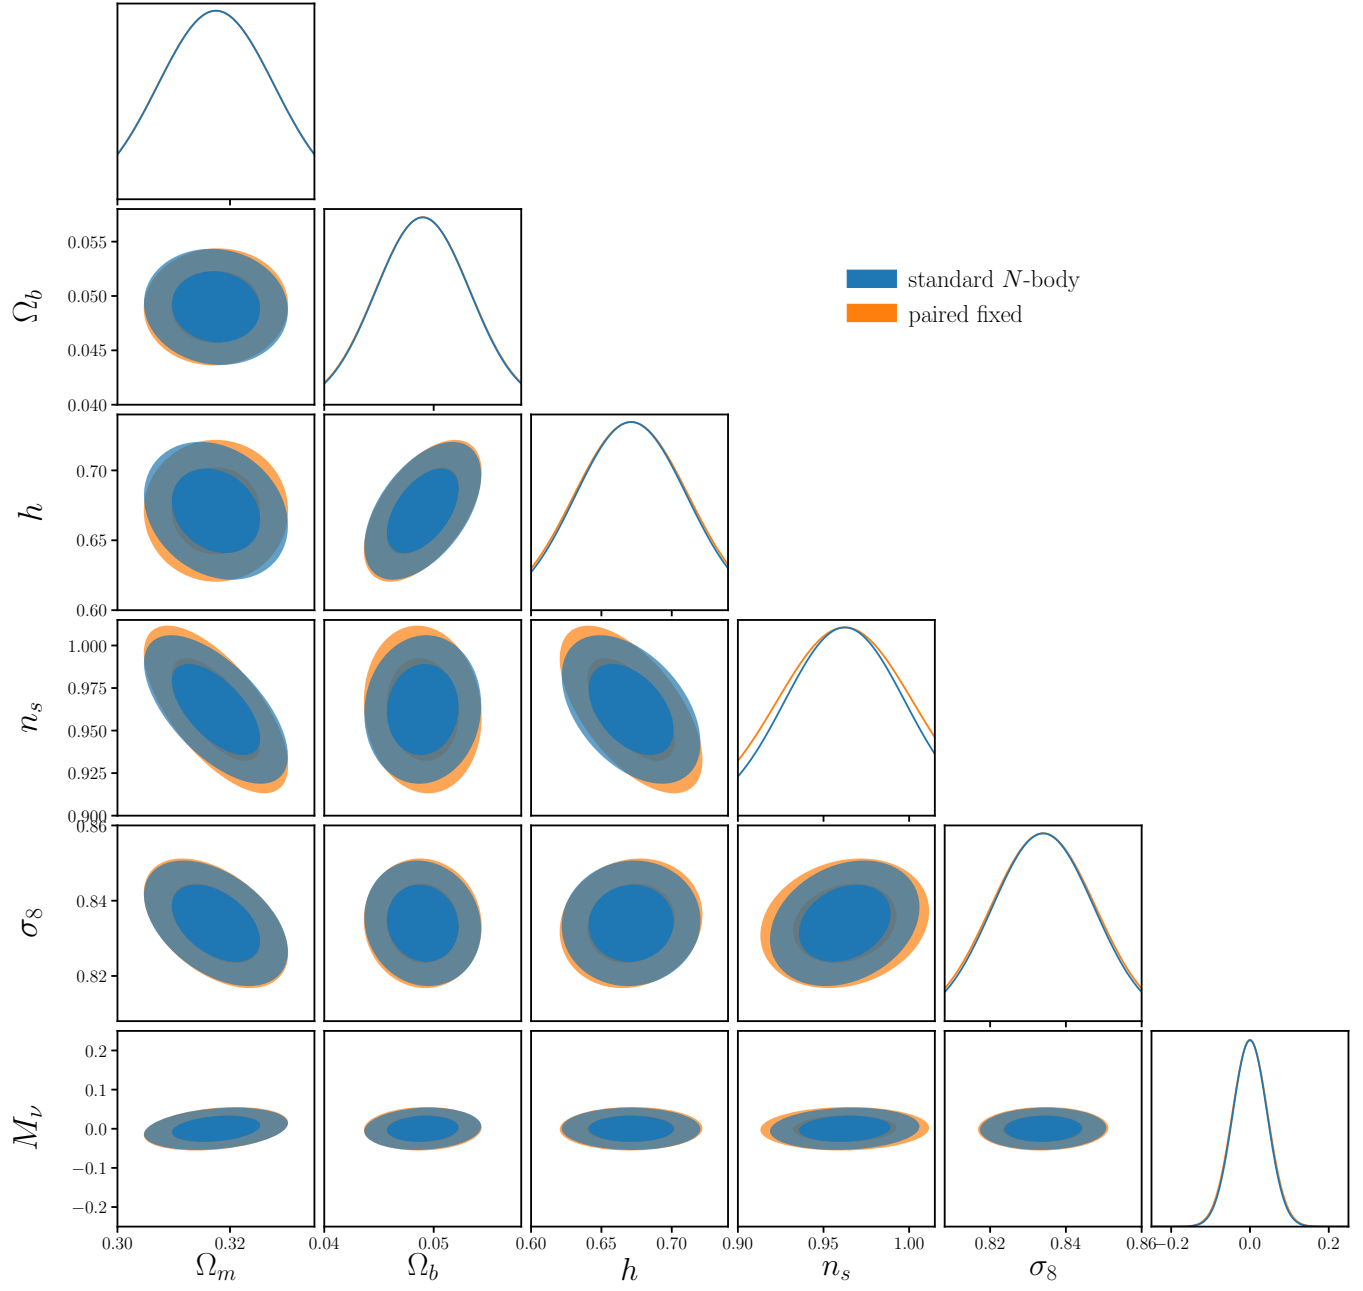 0.055
0.050
0.045
0.040
Ω_b
standard N-body
paired fixed
0.70
0.65
0.60
h
1.000
0.975
0.950
0.925
0.900
n_s
0.86
0.84
0.82
σ_8
0.2
0.1
0.0
−0.1
−0.2
M_ν
0.30 0.32 0.04 0.05 0.60 0.65 0.70 0.90 0.95 1.00 0.82 0.84 0.86 −0.2 0.0 0.2
Ω_m Ω_b h n_s σ_8